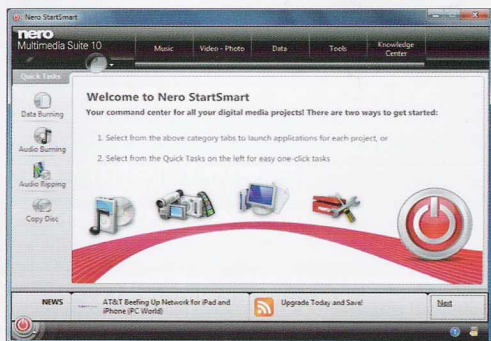 Nero StartSmart
nero
Multimedia Suite 10
Music
Video - Photo
Data
Tools
Knowledge
Center
Quick Tasks
Data Burning
Audio Burning
Audio Ripping
Copy Disc
Welcome to Nero StartSmart
Your command center for all your digital media projects! There are two ways to get started:
1. Select from the above category tabs to launch applications for each project, or
2. Select from the Quick Tasks on the left for easy one-click tasks
NEWS
AT&T Beefing Up Network for iPad and
iPhone (PC World)
Upgrade Today and Save!
Next